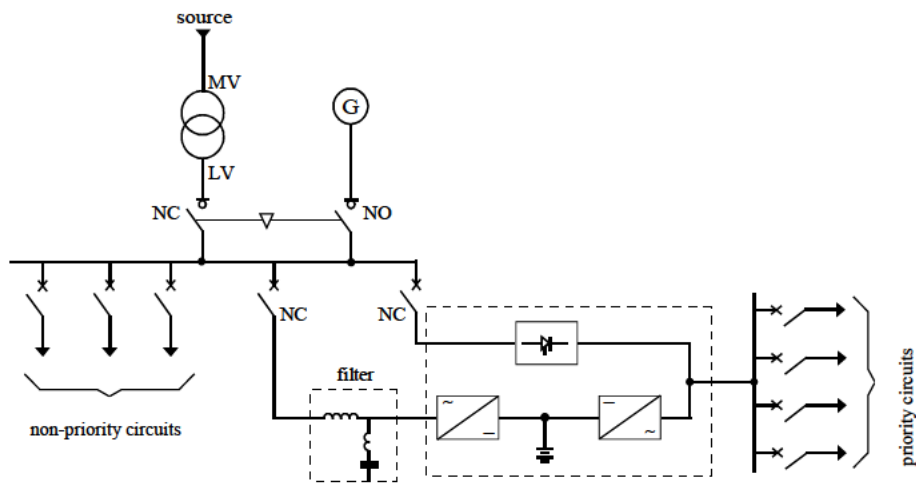 source
MV
G
LV
NC
NO
NC
NC
filter
non-priority circuits
priority circuits